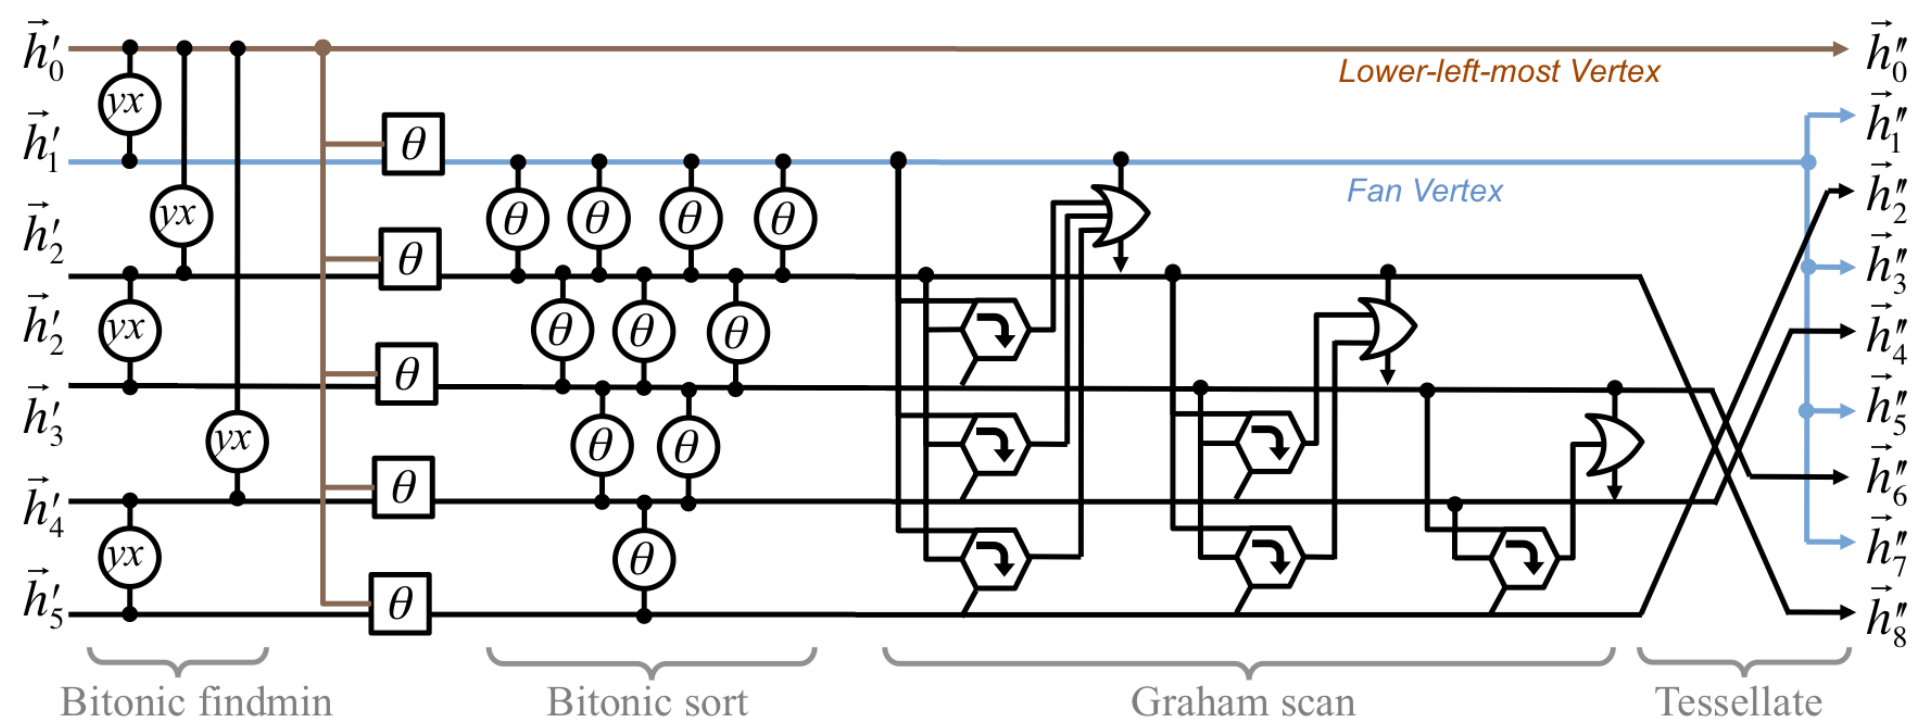 h⃗′₀
h⃗″₀
yx
Lower-left-most Vertex
h⃗′₁
θ
h⃗″₁
Fan Vertex
h⃗″₂
yx
θ θ θ θ
h⃗′₂
θ
h⃗″₃
h⃗′₂
yx
θ θ θ
h⃗″₄
θ
h⃗′₃
h⃗″₅
yx
θ θ
h⃗″₆
h⃗′₄
θ
yx
θ
h⃗″₇
h⃗′₅
θ
h⃗″₈
Bitonic findmin Bitonic sort Graham scan Tessellate